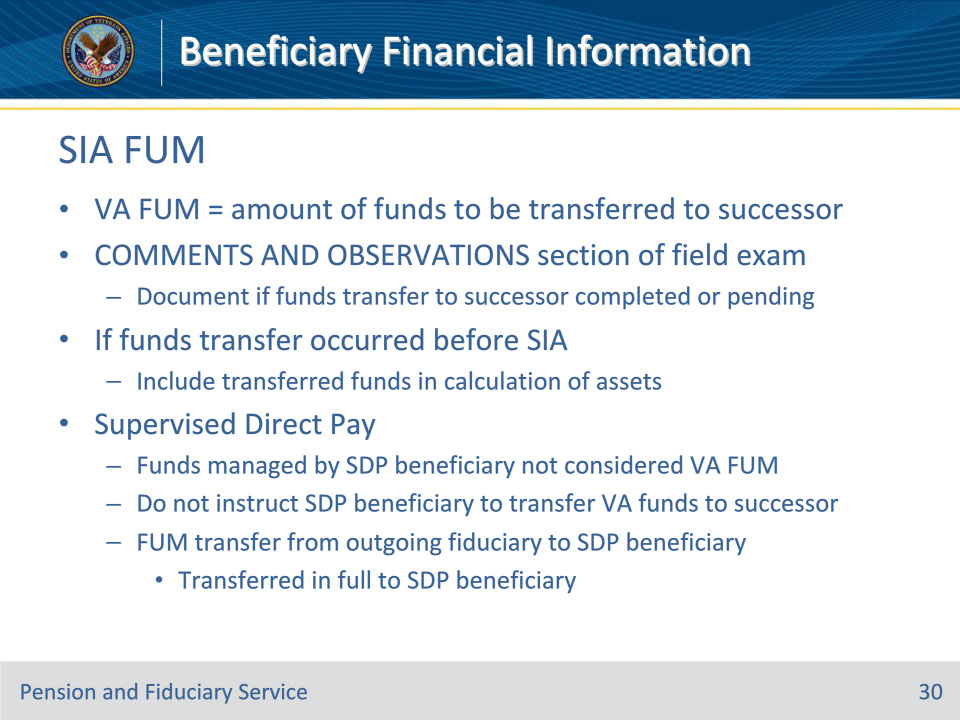 Beneficiary Financial Information
SIA FUM
• VA FUM = amount of funds to be transferred to successor
• COMMENTS AND OBSERVATIONS section of field exam
– Document if funds transfer to successor completed or pending
• If funds transfer occurred before SIA
– Include transferred funds in calculation of assets
• Supervised Direct Pay
– Funds managed by SDP beneficiary not considered VA FUM
– Do not instruct SDP beneficiary to transfer VA funds to successor
– FUM transfer from outgoing fiduciary to SDP beneficiary
• Transferred in full to SDP beneficiary
Pension and Fiduciary Service
30